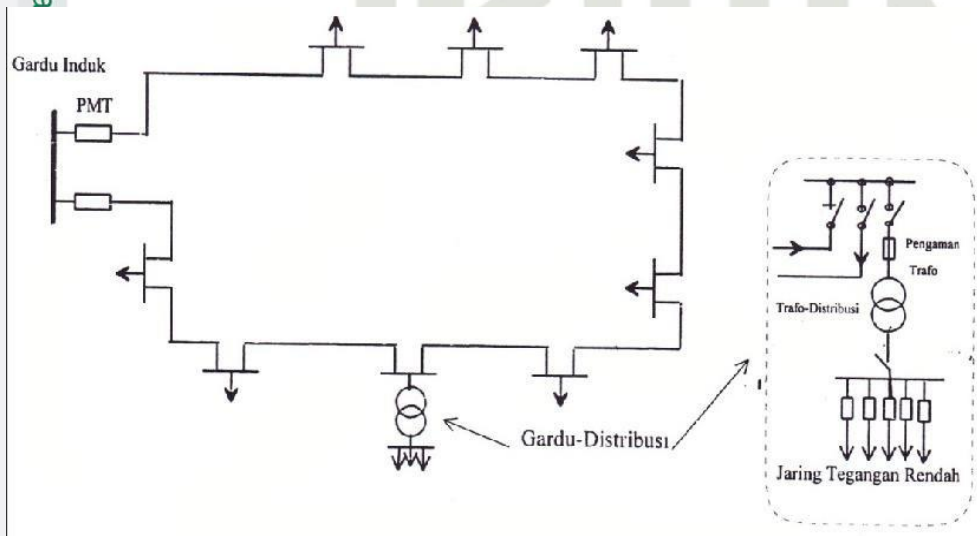 Gardu Induk
PMT
Pengaman
Trafo
Trafo-Distribusi
Gardu-Distribusi
Jaring Tegangan Rendah